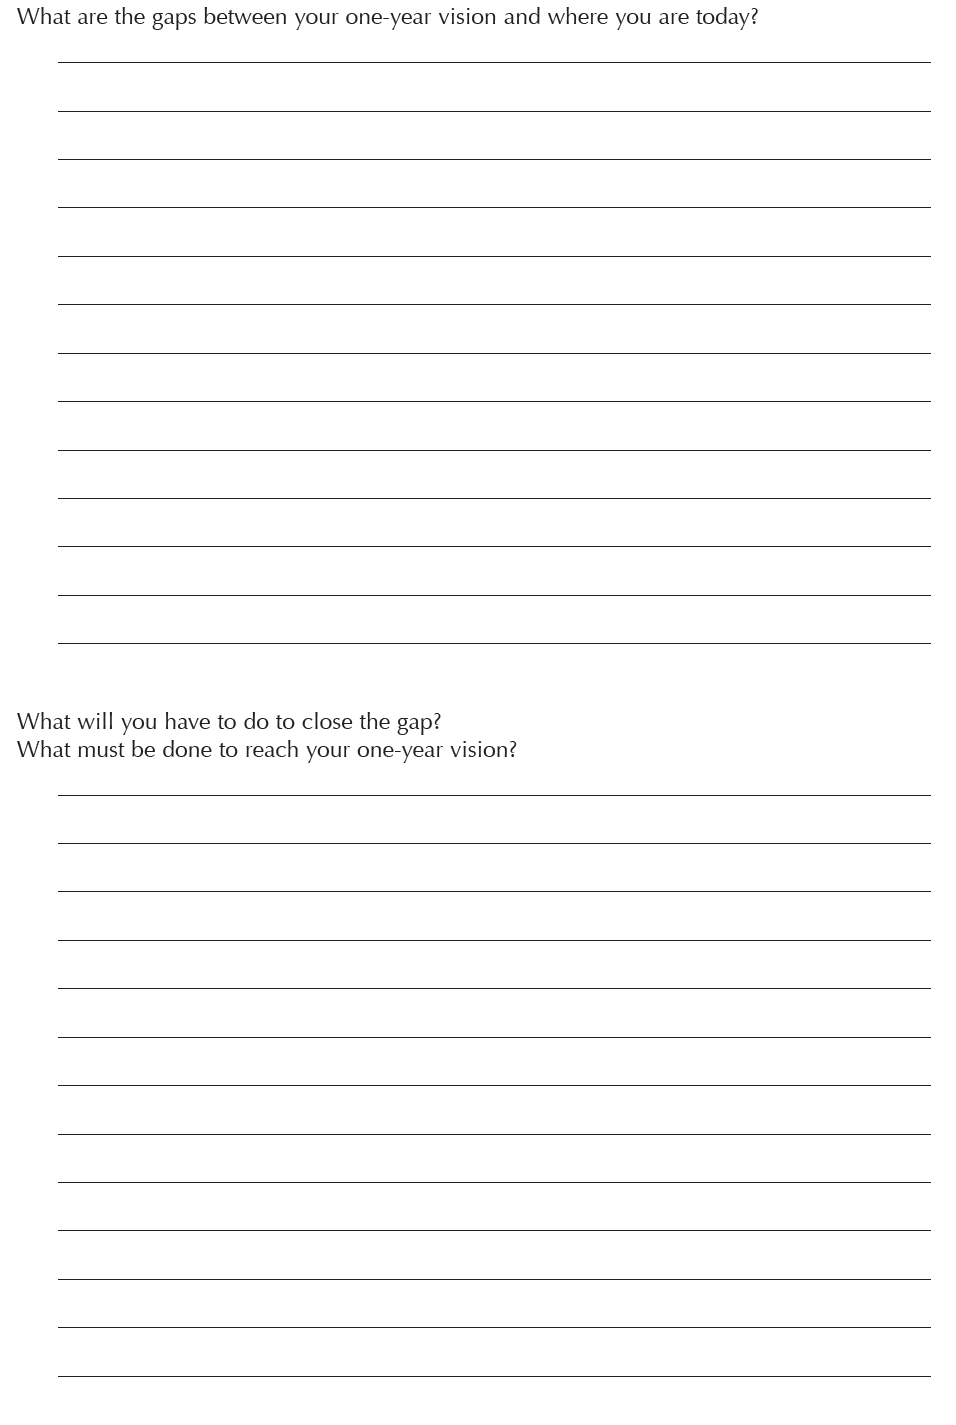 What are the gaps between your one-year vision and where you are today?
What will you have to do to close the gap?
What must be done to reach your one-year vision?